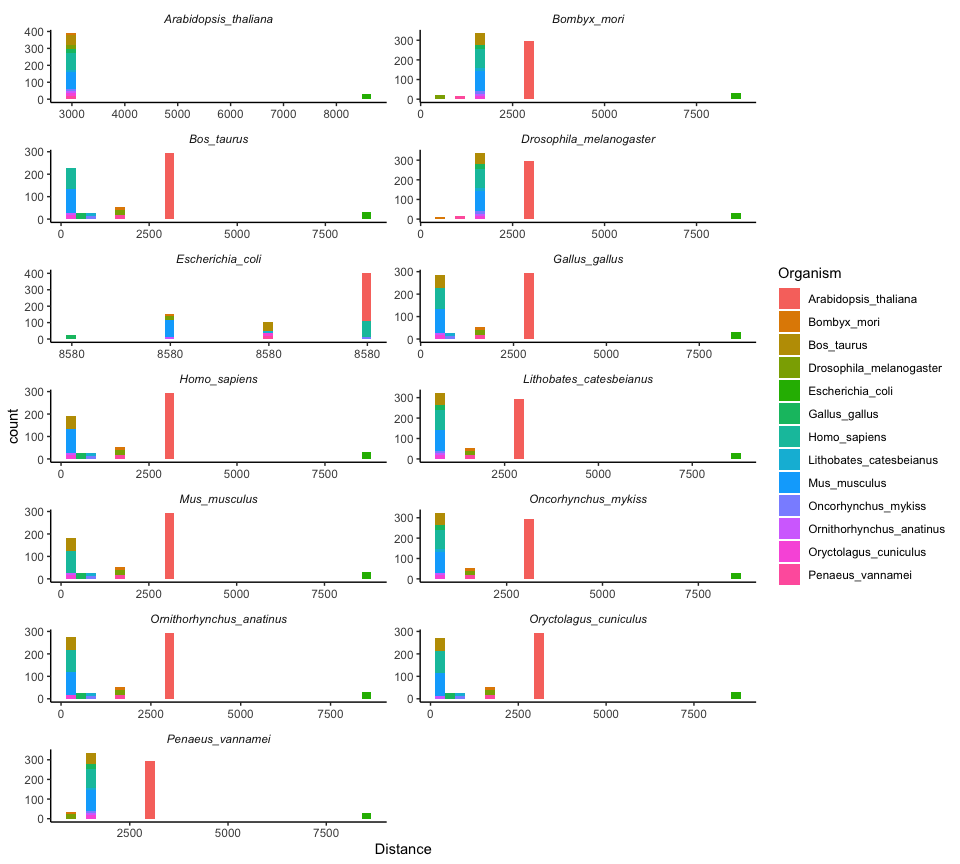 Arabidopsis_thaliana
400
300
200
100
0
3000 4000 5000 6000 7000 8000
Bombyx_mori
300
200
100
0
0 2500 5000 7500
Bos_taurus
300
200
100
0
0 2500 5000 7500
Drosophila_melanogaster
300
200
100
0
0 2500 5000 7500
Escherichia_coli
400
300
200
100
0
8580 8580 8580 8580
Gallus_gallus
300
200
100
0
0 2500 5000 7500
Homo_sapiens
300
200
100
0
0 2500 5000 7500
Lithobates_catesbeianus
300
200
100
0
2500 5000 7500
Mus_musculus
300
200
100
0
0 2500 5000 7500
Oncorhynchus_mykiss
300
200
100
0
2500 5000 7500
Ornithorhynchus_anatinus
300
200
100
0
0 2500 5000 7500
Oryctolagus_cuniculus
300
200
100
0
0 2500 5000 7500
Penaeus_vannamei
300
200
100
0
2500 5000 7500
count
Distance
Organism
Arabidopsis_thaliana
Bombyx_mori
Bos_taurus
Drosophila_melanogaster
Escherichia_coli
Gallus_gallus
Homo_sapiens
Lithobates_catesbeianus
Mus_musculus
Oncorhynchus_mykiss
Ornithorhynchus_anatinus
Oryctolagus_cuniculus
Penaeus_vannamei